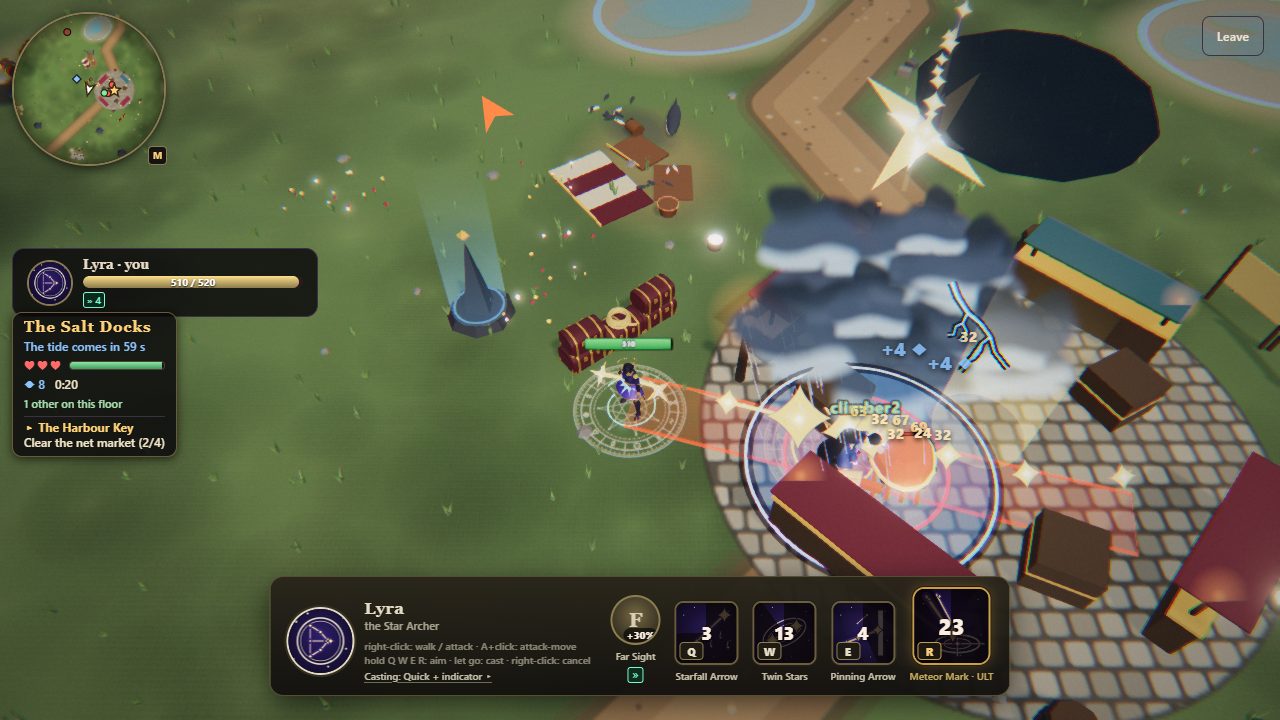 Leave
M
Lyra · you
510 / 520
» 4
The Salt Docks
The tide comes in 59 s
8 0:20
1 other on this floor
▸ The Harbour Key
Clear the net market (2/4)
510
+4
+4
32
climber2
63
32 67
69
32 24 32
Lyra
the Star Archer
right-click: walk / attack · A+click: attack-move
hold Q W E R: aim · let go: cast · right-click: cancel
Casting: Quick + indicator ▸
F
+30%
Far Sight
»
3
Q
Starfall Arrow
13
W
Twin Stars
4
E
Pinning Arrow
23
R
Meteor Mark · ULT